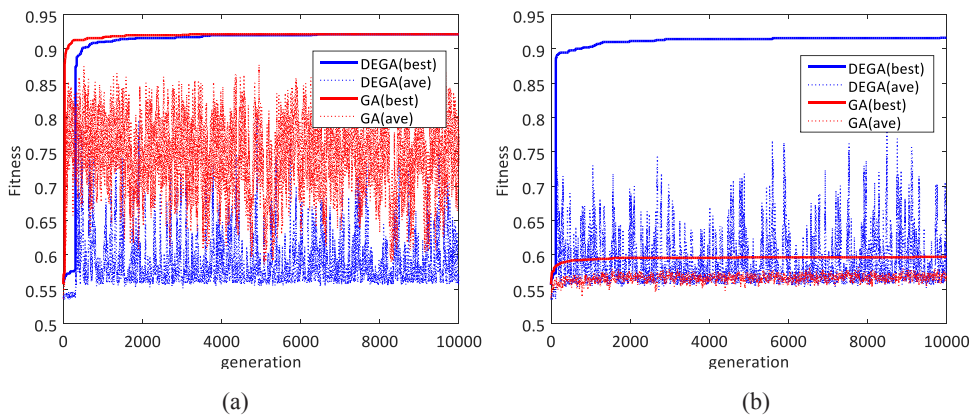 0.95
0.9
0.85
0.8
0.75
0.7
0.65
0.6
0.55
0.5
Fitness
0 2000 4000 6000 8000 10000
generation
DEGA(best)
DEGA(ave)
GA(best)
GA(ave)
(a)
0.95
0.9
0.85
0.8
0.75
0.7
0.65
0.6
0.55
0.5
Fitness
0 2000 4000 6000 8000 10000
generation
DEGA(best)
DEGA(ave)
GA(best)
GA(ave)
(b)